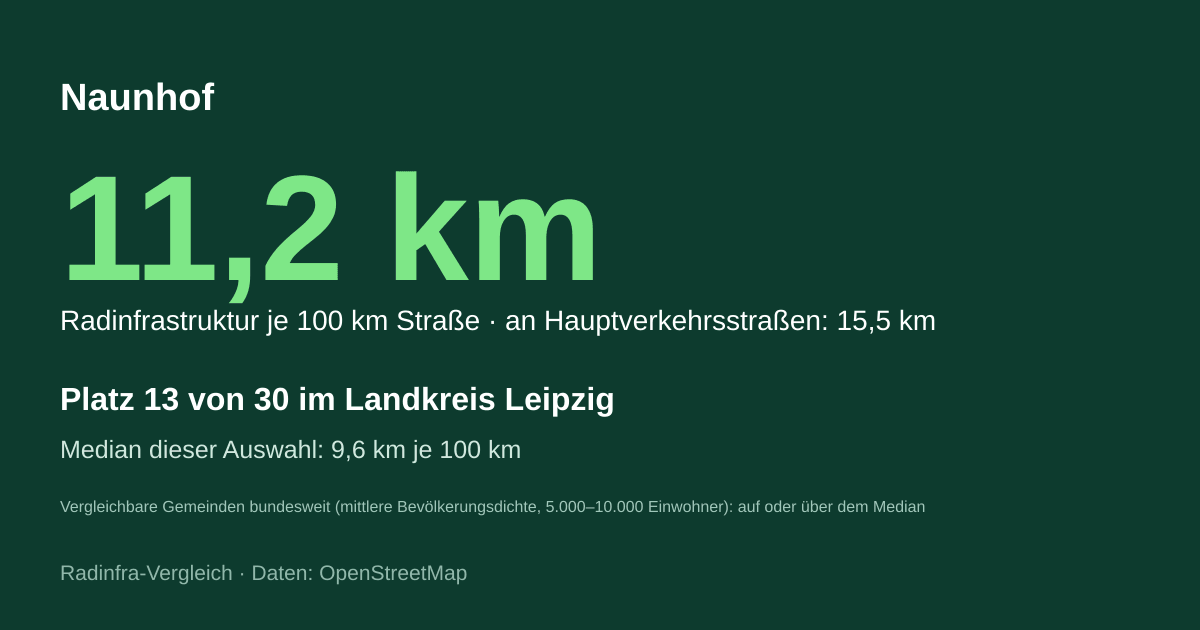 Naunhof
11,2 km
Radinfrastruktur je 100 km Straße · an Hauptverkehrsstraßen: 15,5 km
Platz 13 von 30 im Landkreis Leipzig
Median dieser Auswahl: 9,6 km je 100 km
Vergleichbare Gemeinden bundesweit (mittlere Bevölkerungsdichte, 5.000–10.000 Einwohner): auf oder über dem Median
Radinfra-Vergleich · Daten: OpenStreetMap